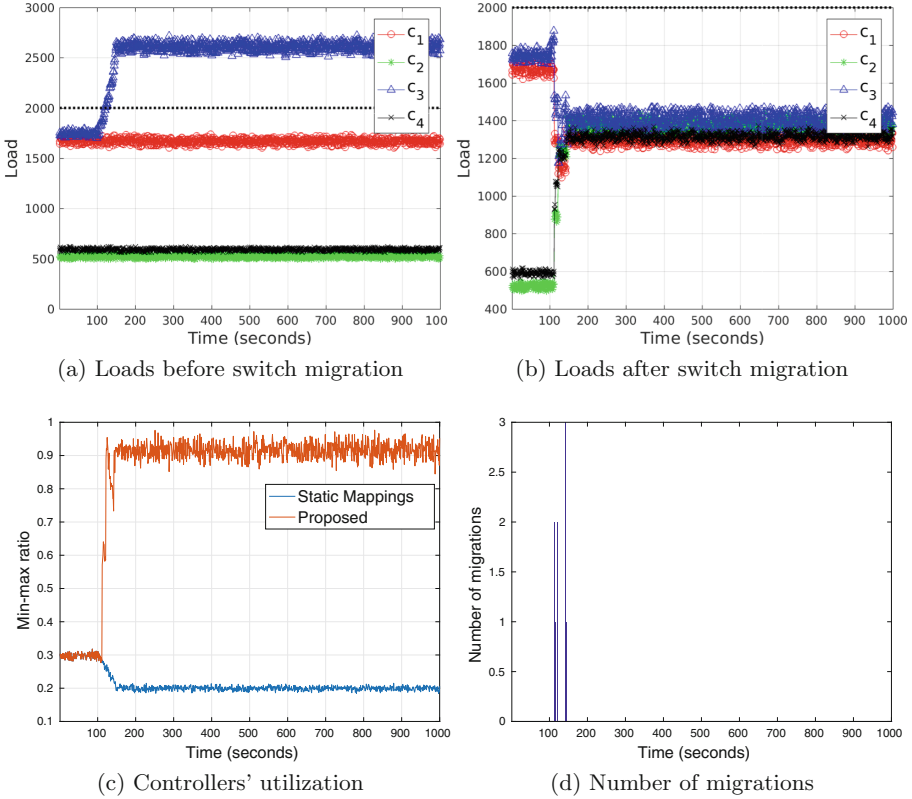 3000
2500
2000
1500
1000
500
0
Load
c1
c2
c3
c4
100 200 300 400 500 600 700 800 900 1000
Time (seconds)
(a) Loads before switch migration
2000
1800
1600
1400
1200
1000
800
600
400
Load
c1
c2
c3
c4
100 200 300 400 500 600 700 800 900 1000
Time (seconds)
(b) Loads after switch migration
1
0.9
0.8
0.7
0.6
0.5
0.4
0.3
0.2
0.1
Min-max ratio
Static Mappings
Proposed
100 200 300 400 500 600 700 800 900 1000
Time (seconds)
(c) Controllers' utilization
3
2.5
2
1.5
1
0.5
0
Number of migrations
100 200 300 400 500 600 700 800 900 1000
Time (seconds)
(d) Number of migrations